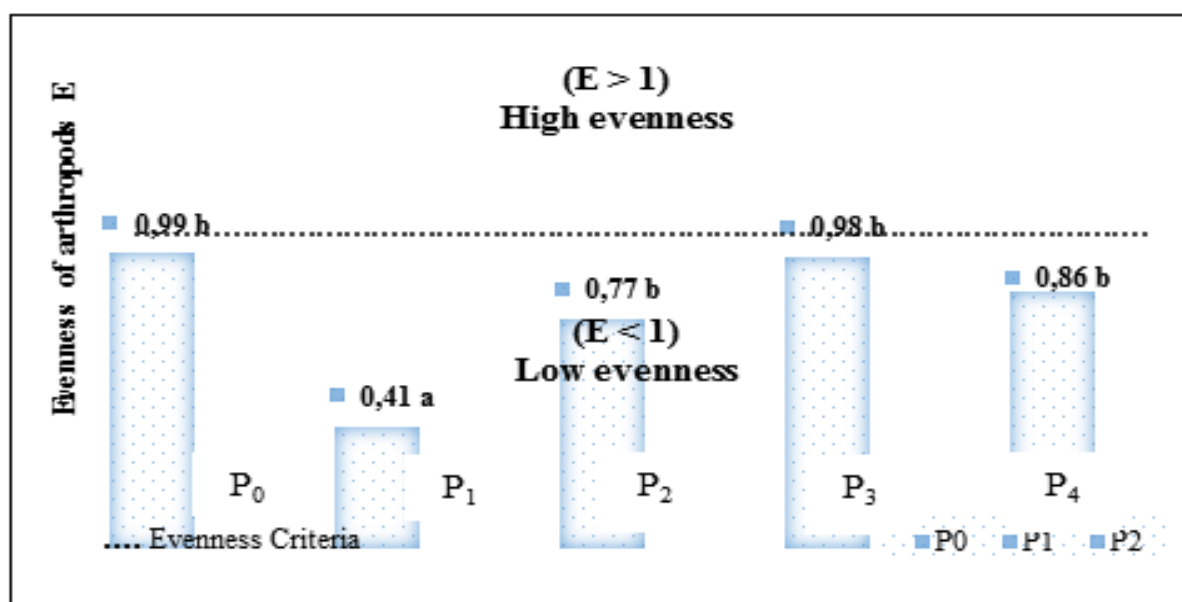 Evenness of arthropods E
(E > 1)
High evenness
0,99 b
0,98 b
0,77 b
0,86 b
(E < 1)
Low evenness
0,41 a
P₀
P₁
P₂
P₃
P₄
.... Evenness Criteria
P0
P1
P2